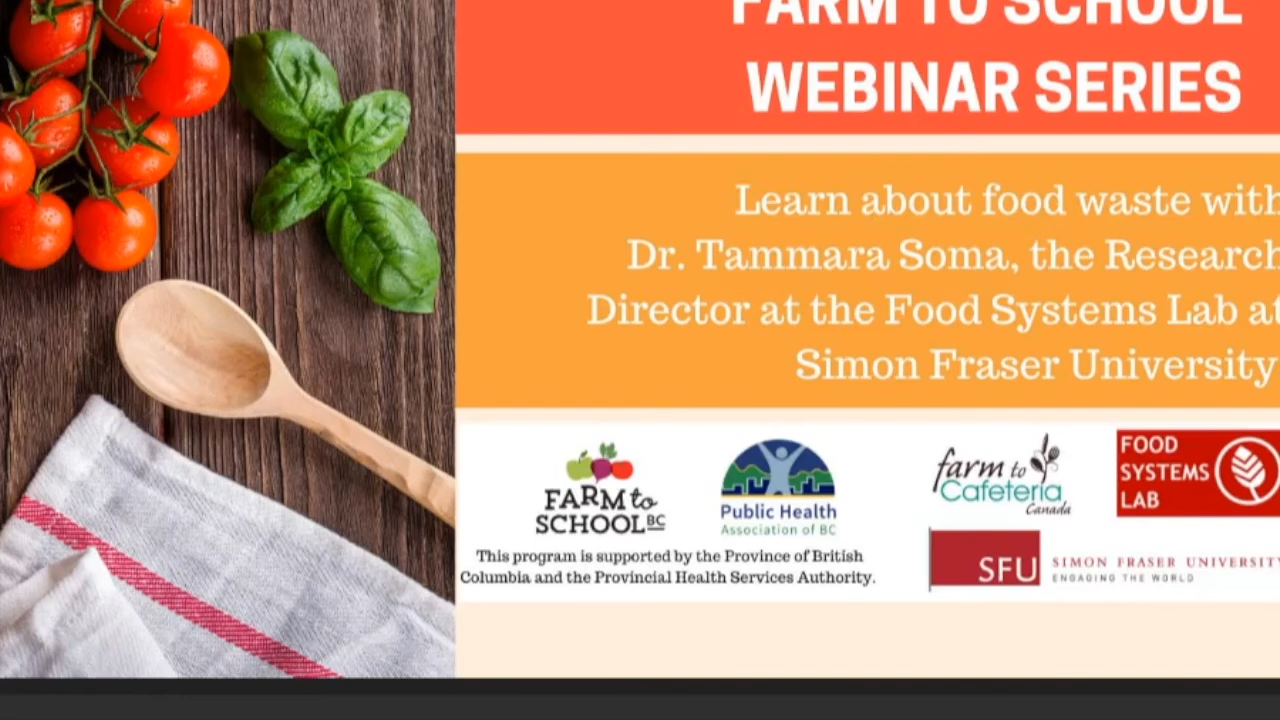 FARM TO SCHOOL
WEBINAR SERIES
Learn about food waste with
Dr. Tammara Soma, the Research
Director at the Food Systems Lab at
Simon Fraser University
FARM to
SCHOOL BC
Public Health
Association of BC
farm to
Cafeteria
Canada
FOOD
SYSTEMS
LAB
This program is supported by the Province of British
Columbia and the Provincial Health Services Authority.
SFU
SIMON FRASER UNIVERSITY
ENGAGING THE WORLD